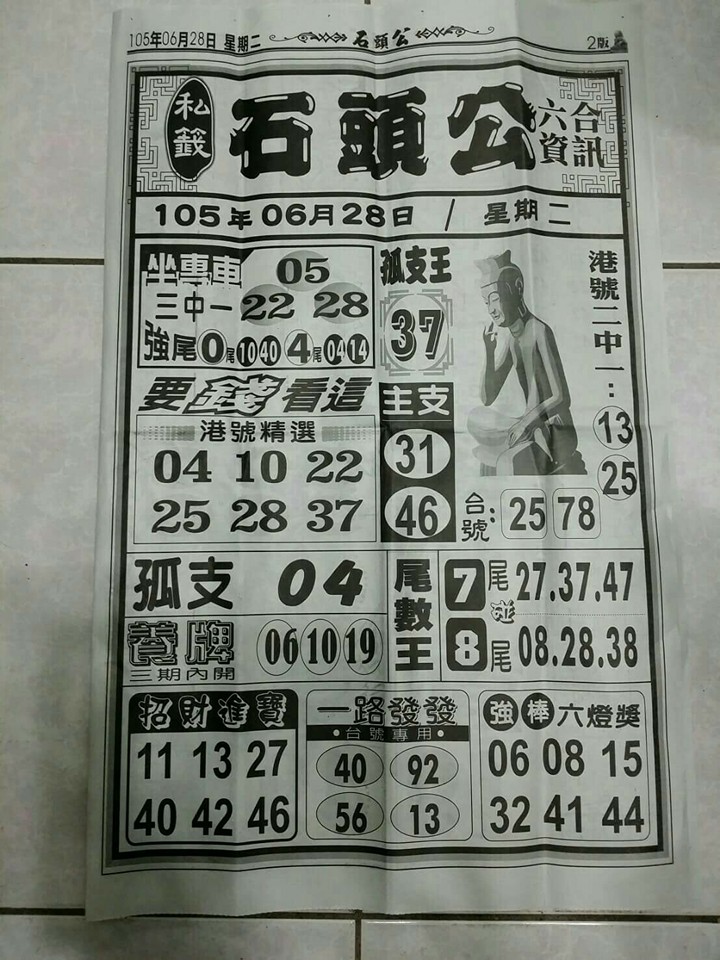 105年06月28日 星期二
石頭公
2版
私籤
石頭公
六合
資訊
105年06月28日 / 星期二
坐專車
三中一
05
22 28
強尾 0尾 10 40 4尾 04 14
孤支王
37
港號二中一：
13
25
要錢看這
港號精選
04 10 22
25 28 37
主支
31
46
台號：
25 78
孤支 04
養牌
三期內開
06 10 19
尾數王
7尾 27.37.47
碰
8尾 08.28.38
招財進寶
11 13 27
40 42 46
一路發發
台號專用
40 92
56 13
強棒六燈獎
06 08 15
32 41 44